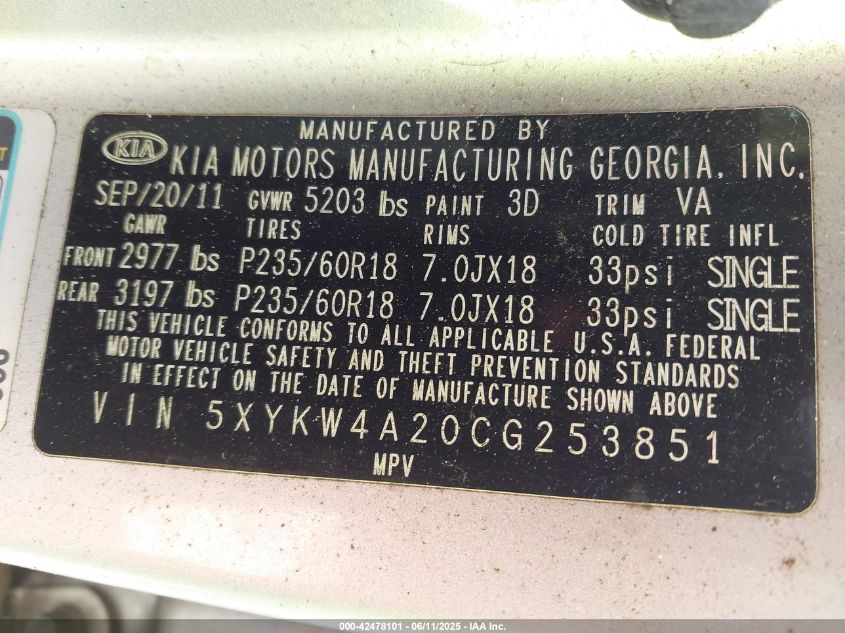 MANUFACTURED BY
KIA KIA MOTORS MANUFACTURING GEORGIA, INC.
SEP/20/11 GVWR 5203 lbs PAINT 3D TRIM VA
GAWR TIRES RIMS COLD TIRE INFL
FRONT 2977 lbs P235/60R18 7.0JX18 33psi SINGLE
REAR 3197 lbs P235/60R18 7.0JX18 33psi SINGLE
THIS VEHICLE CONFORMS TO ALL APPLICABLE U.S.A. FEDERAL
MOTOR VEHICLE SAFETY AND THEFT PREVENTION STANDARDS
IN EFFECT ON THE DATE OF MANUFACTURE SHOWN ABOVE
VIN 5XYKW4A20CG253851
MPV
000-42478101 - 06/11/2025 - IAA Inc.